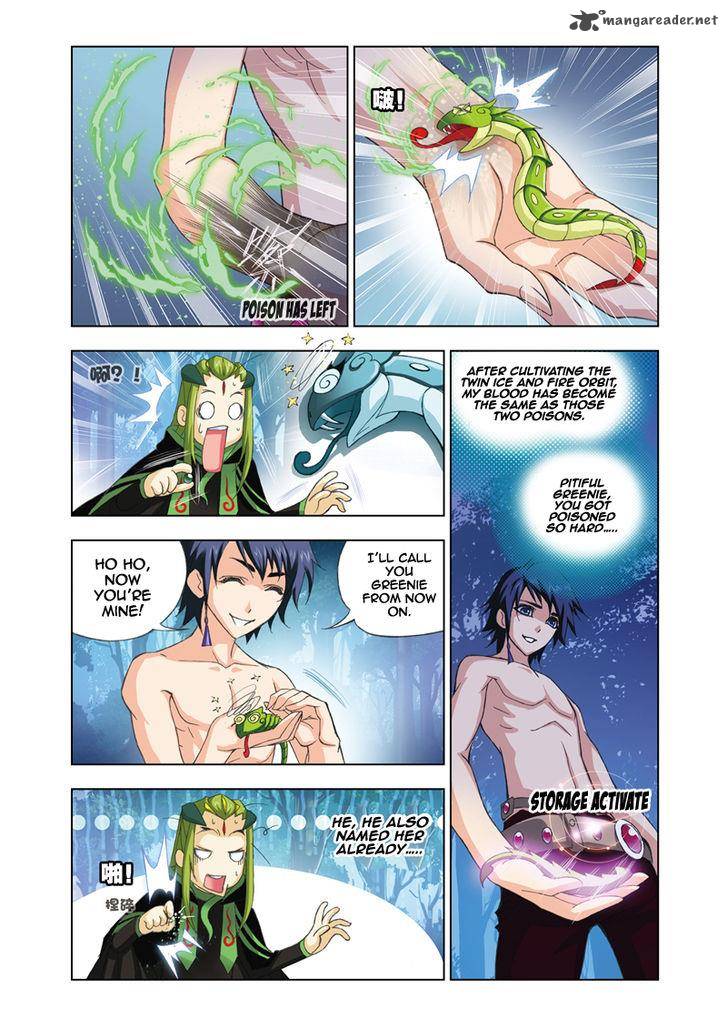 mangareader.net
POISON HAS LEFT
啵!
啊?!
AFTER CULTIVATING THE
TWIN ICE AND FIRE ORBIT,
MY BLOOD HAS BECOME
THE SAME AS THOSE
TWO POISONS.
PITIFUL
GREENIE,
YOU GOT
POISONED
SO HARD.....
HO HO,
NOW
YOU'RE
MINE!
I'LL CALL
YOU
GREENIE
FROM NOW
ON.
STORAGE ACTIVATE
HE, HE ALSO
NAMED HER
ALREADY.....
啪!
捏碎